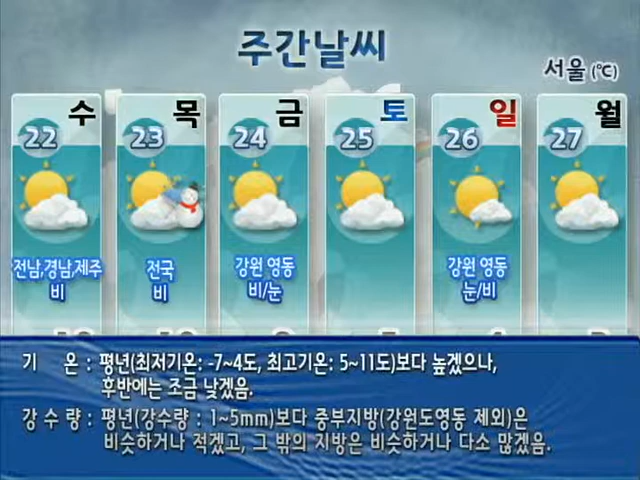 주간날씨
서울 (℃)
수 목 금 토 일 월
22 23 24 25 26 27
전남,경남,제주
비
전국
비
강원 영동
비/눈
강원 영동
눈/비
기 온 : 평년(최저기온: -7~4도, 최고기온: 5~11도)보다 높겠으나,
후반에는 조금 낮겠음.
강 수 량 : 평년(강수량 : 1~5mm)보다 중부지방(강원도영동 제외)은
비슷하거나 적겠고, 그 밖의 지방은 비슷하거나 다소 많겠음.